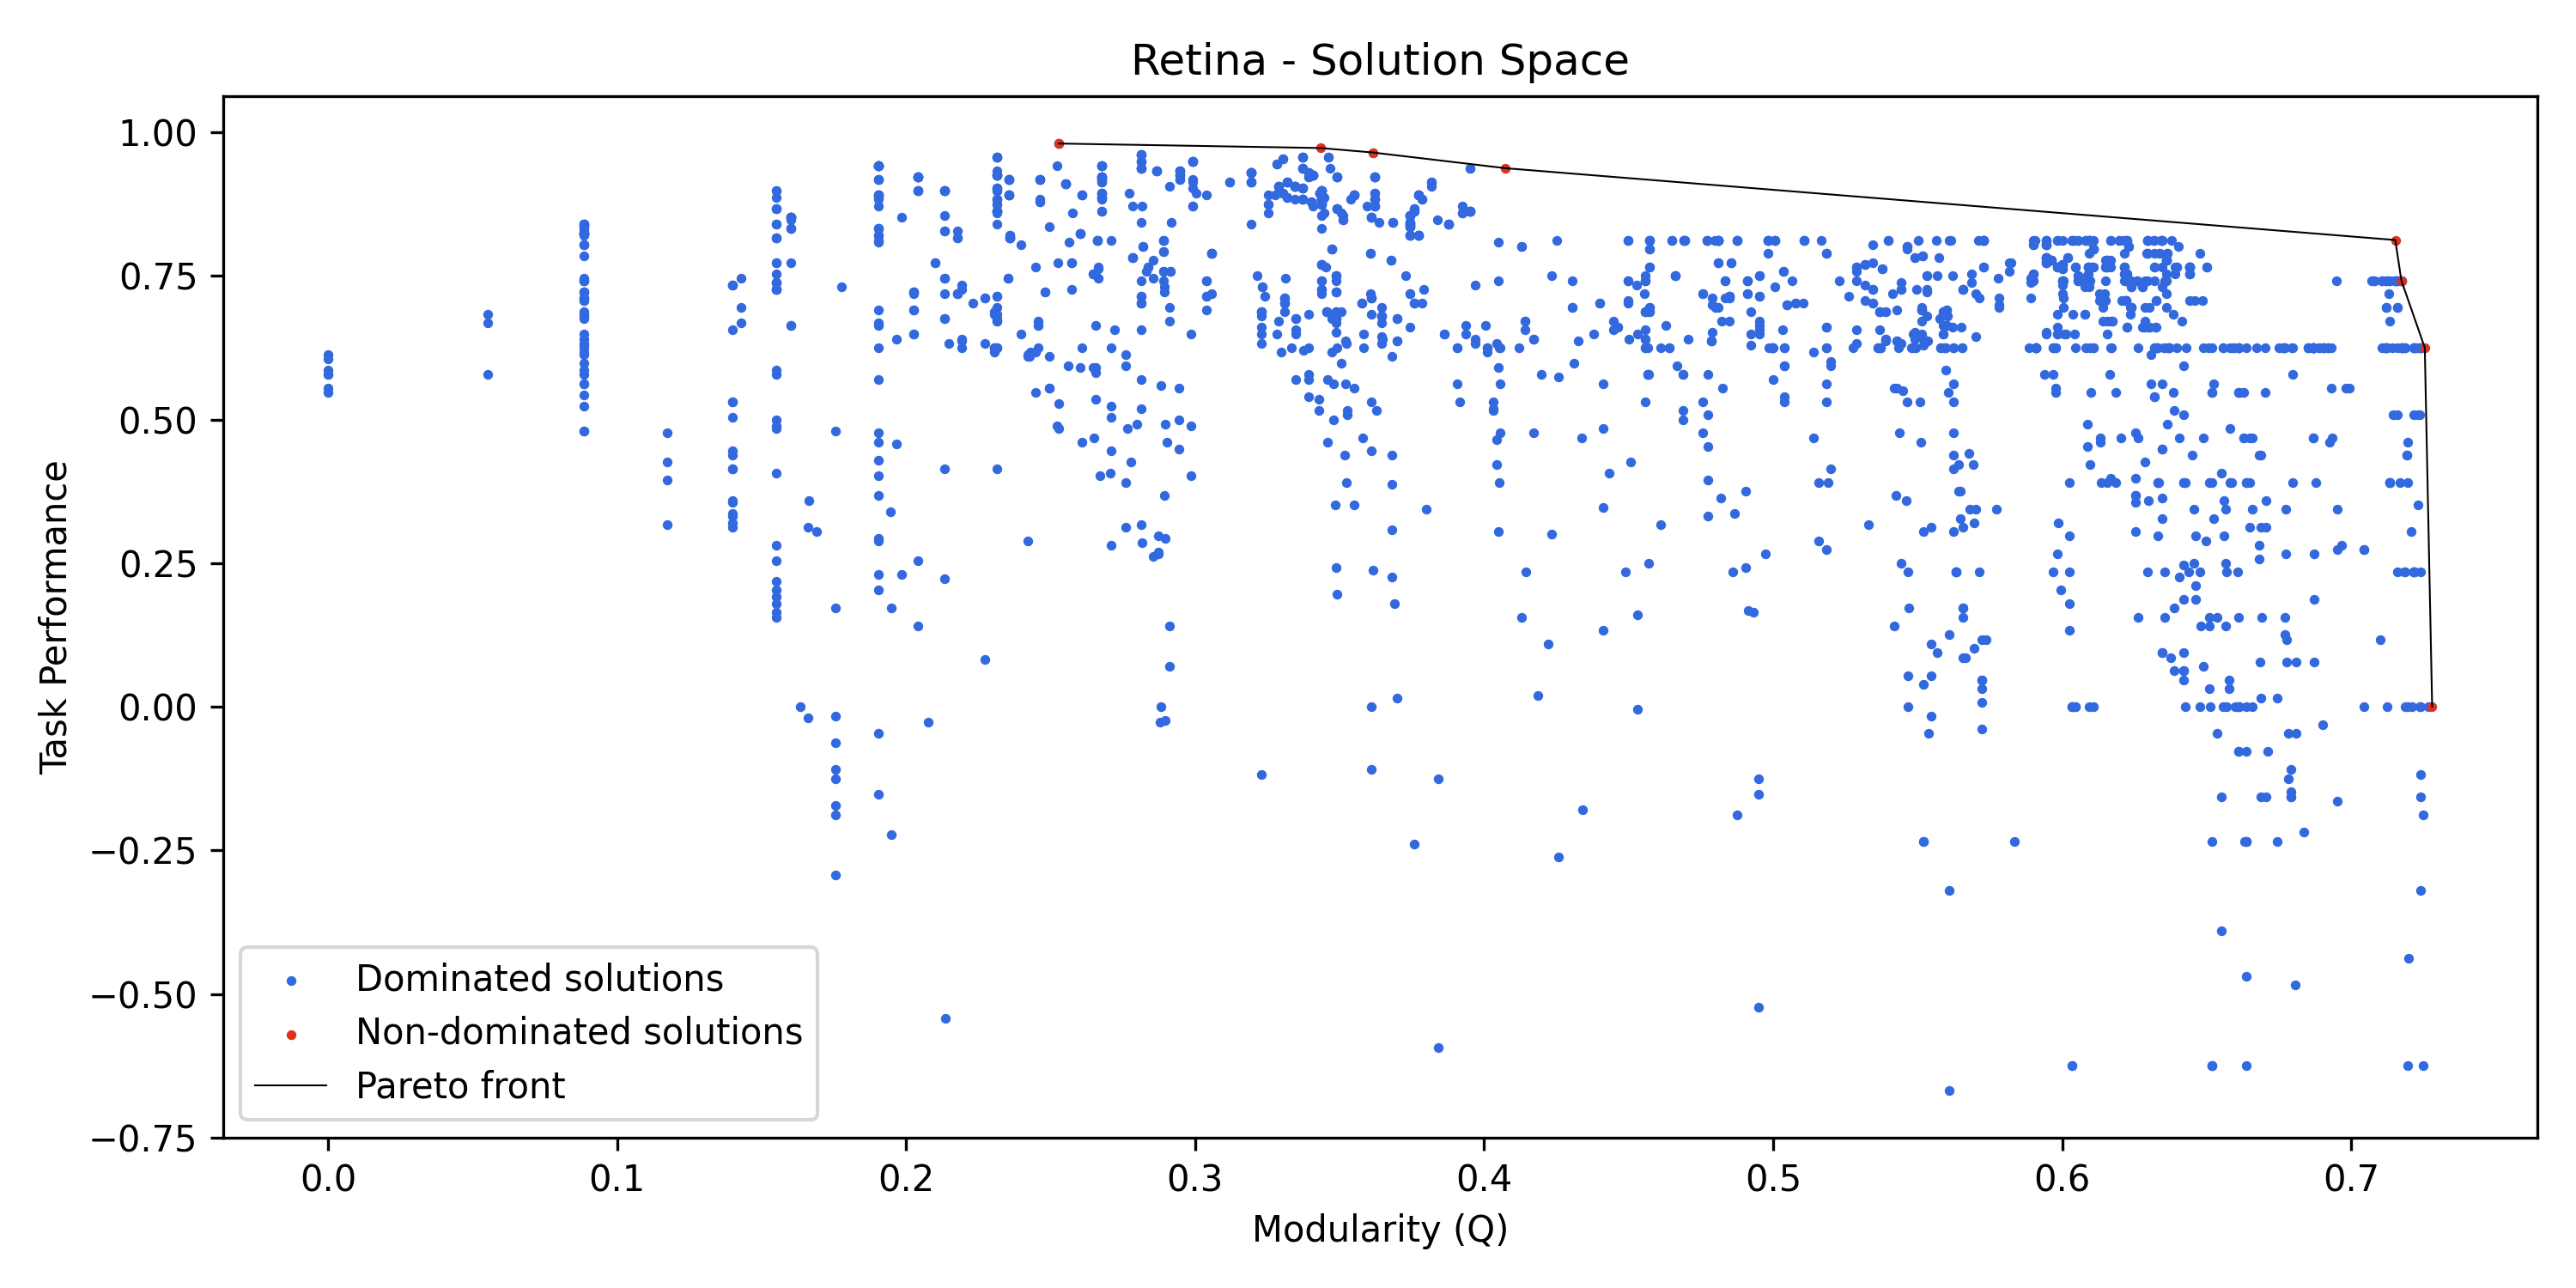 Retina - Solution Space
Task Performance
1.00
0.75
0.50
0.25
0.00
−0.25
−0.50
−0.75
Dominated solutions
Non-dominated solutions
Pareto front
0.0 0.1 0.2 0.3 0.4 0.5 0.6 0.7
Modularity (Q)